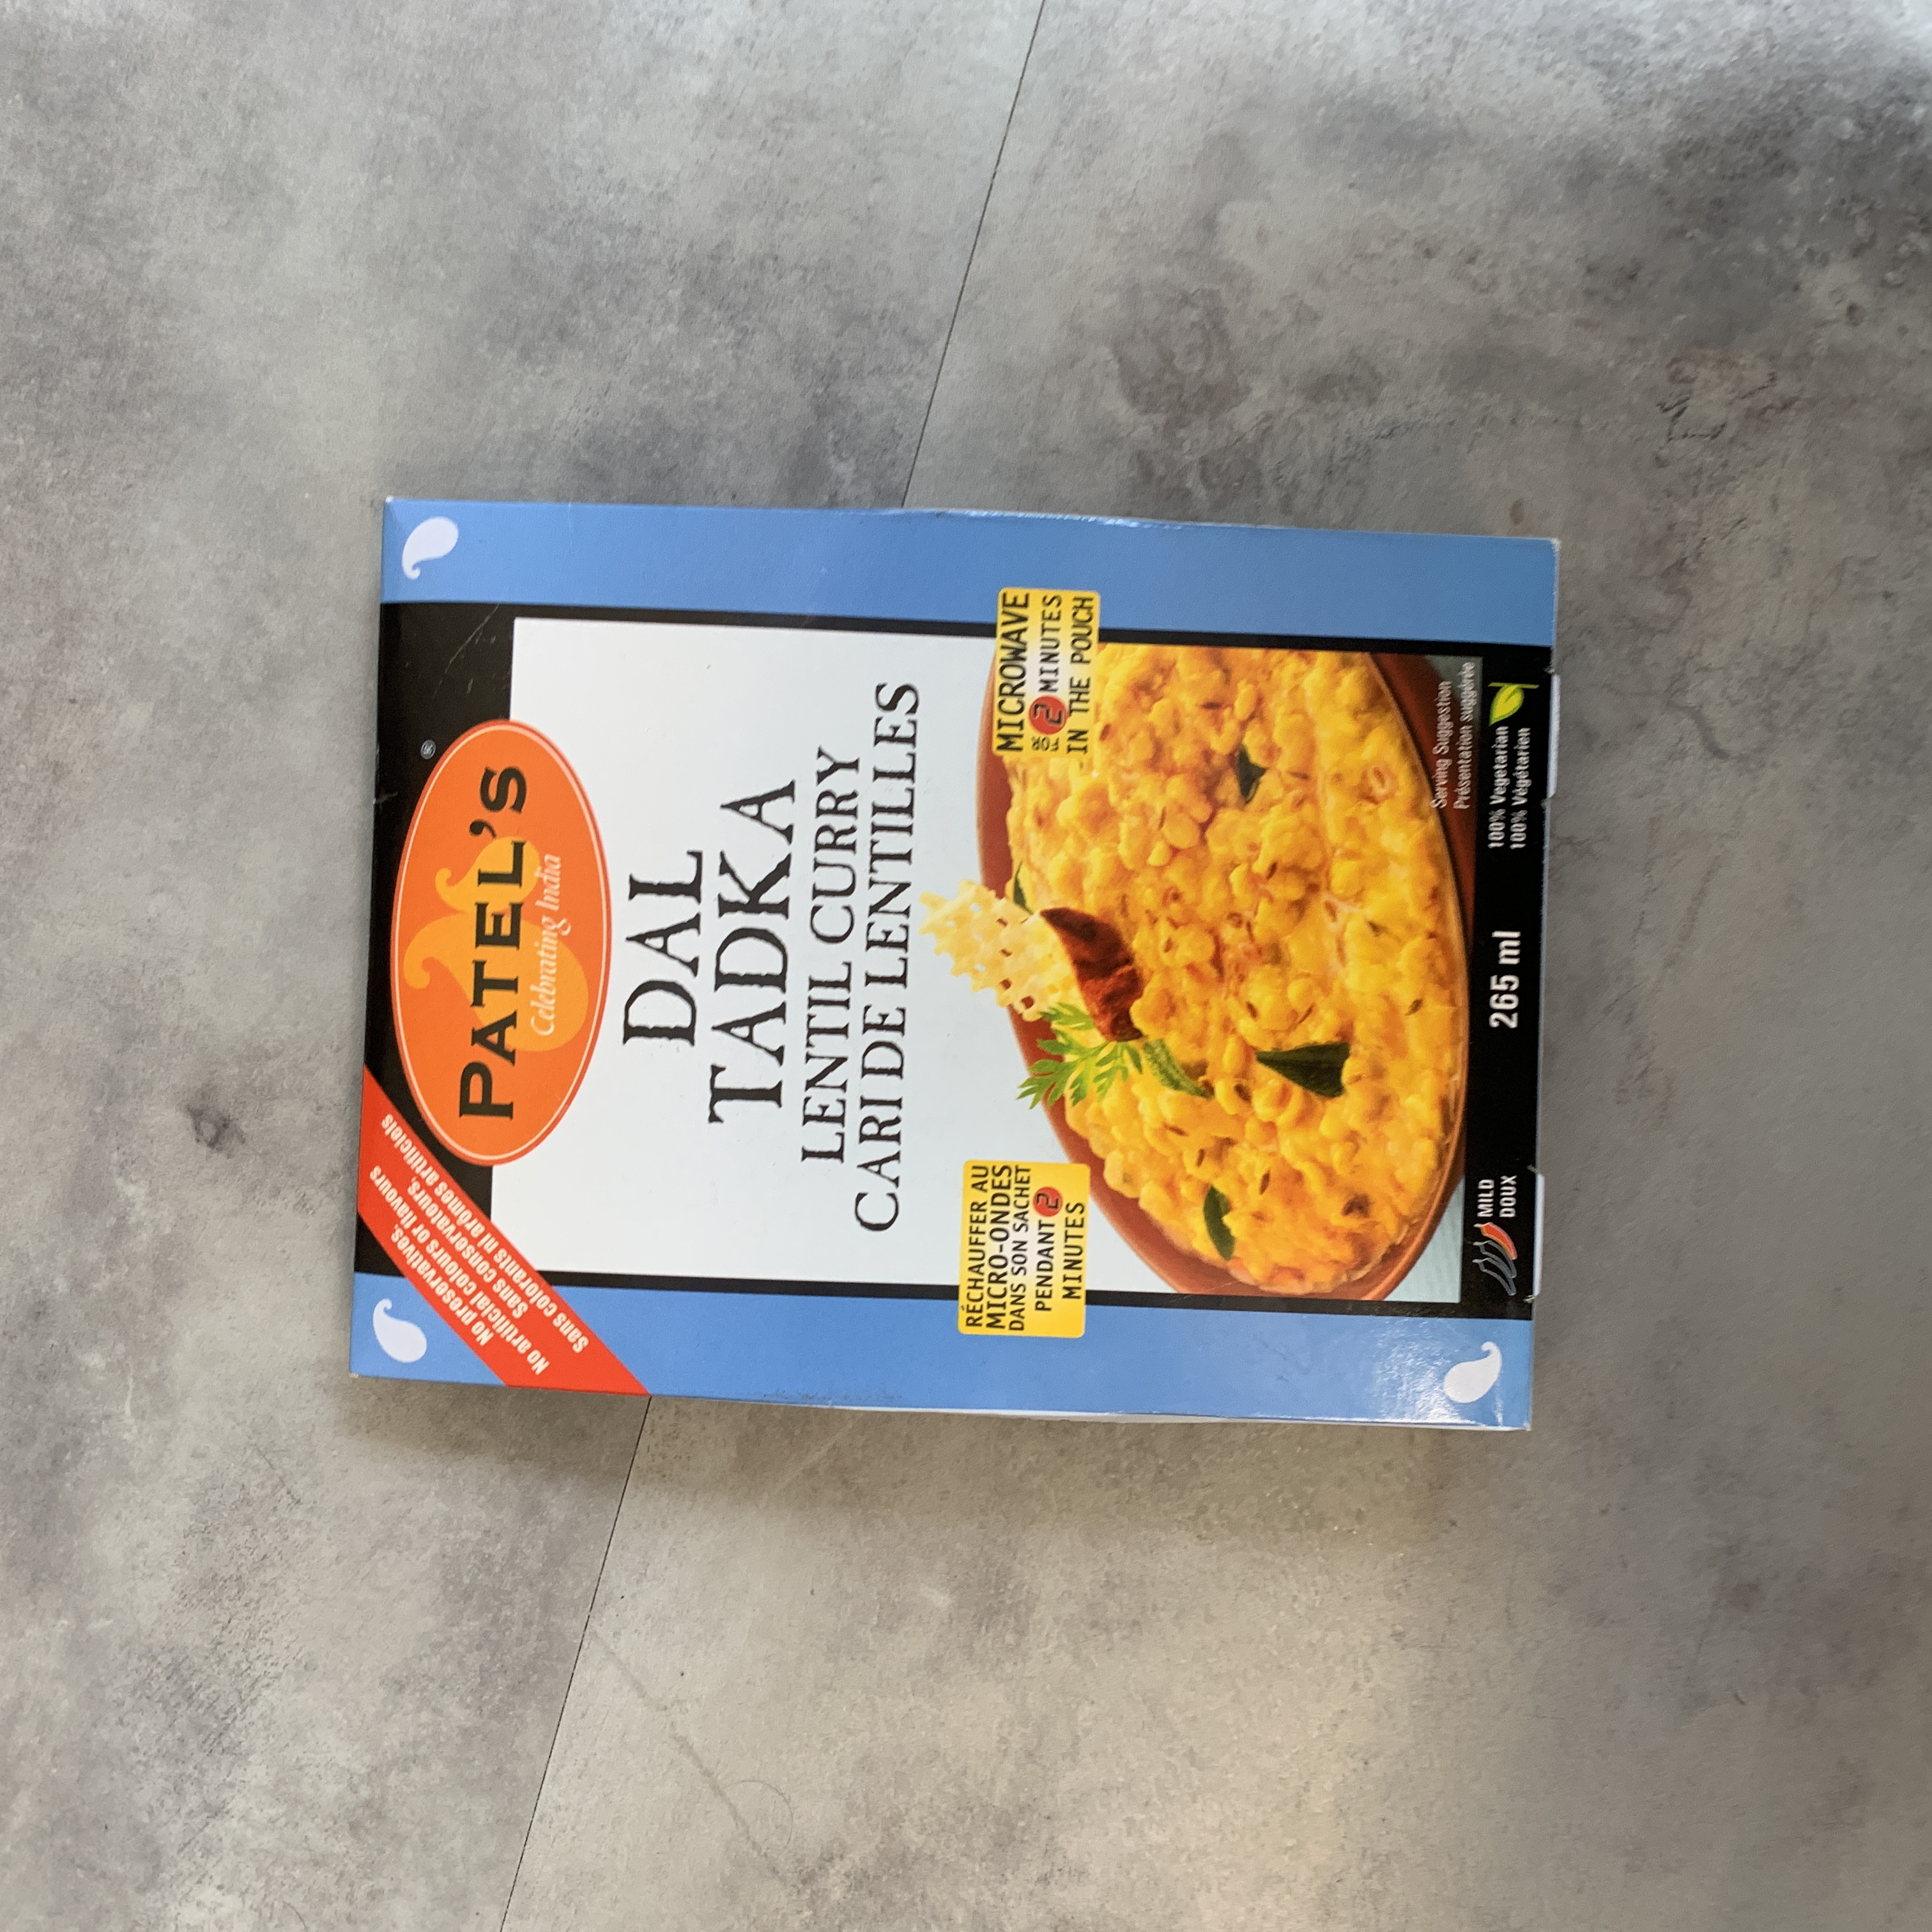 No preservatives.
No artificial colours or flavours
Sans conservateurs,
Sans colorants ni arômes artificiels
PATEL'S
®
Celebrating India
DAL
TADKA
LENTIL CURRY
CARI DE LENTILLES
RÉCHAUFFER AU
MICRO-ONDES
DANS SON SACHET
PENDANT 2
MINUTES
MICROWAVE
FOR 2 MINUTES
IN THE POUCH
Serving Suggestion
Présentation suggérée
MILD
DOUX
265 ml
100% Vegetarian
100% Végétarien